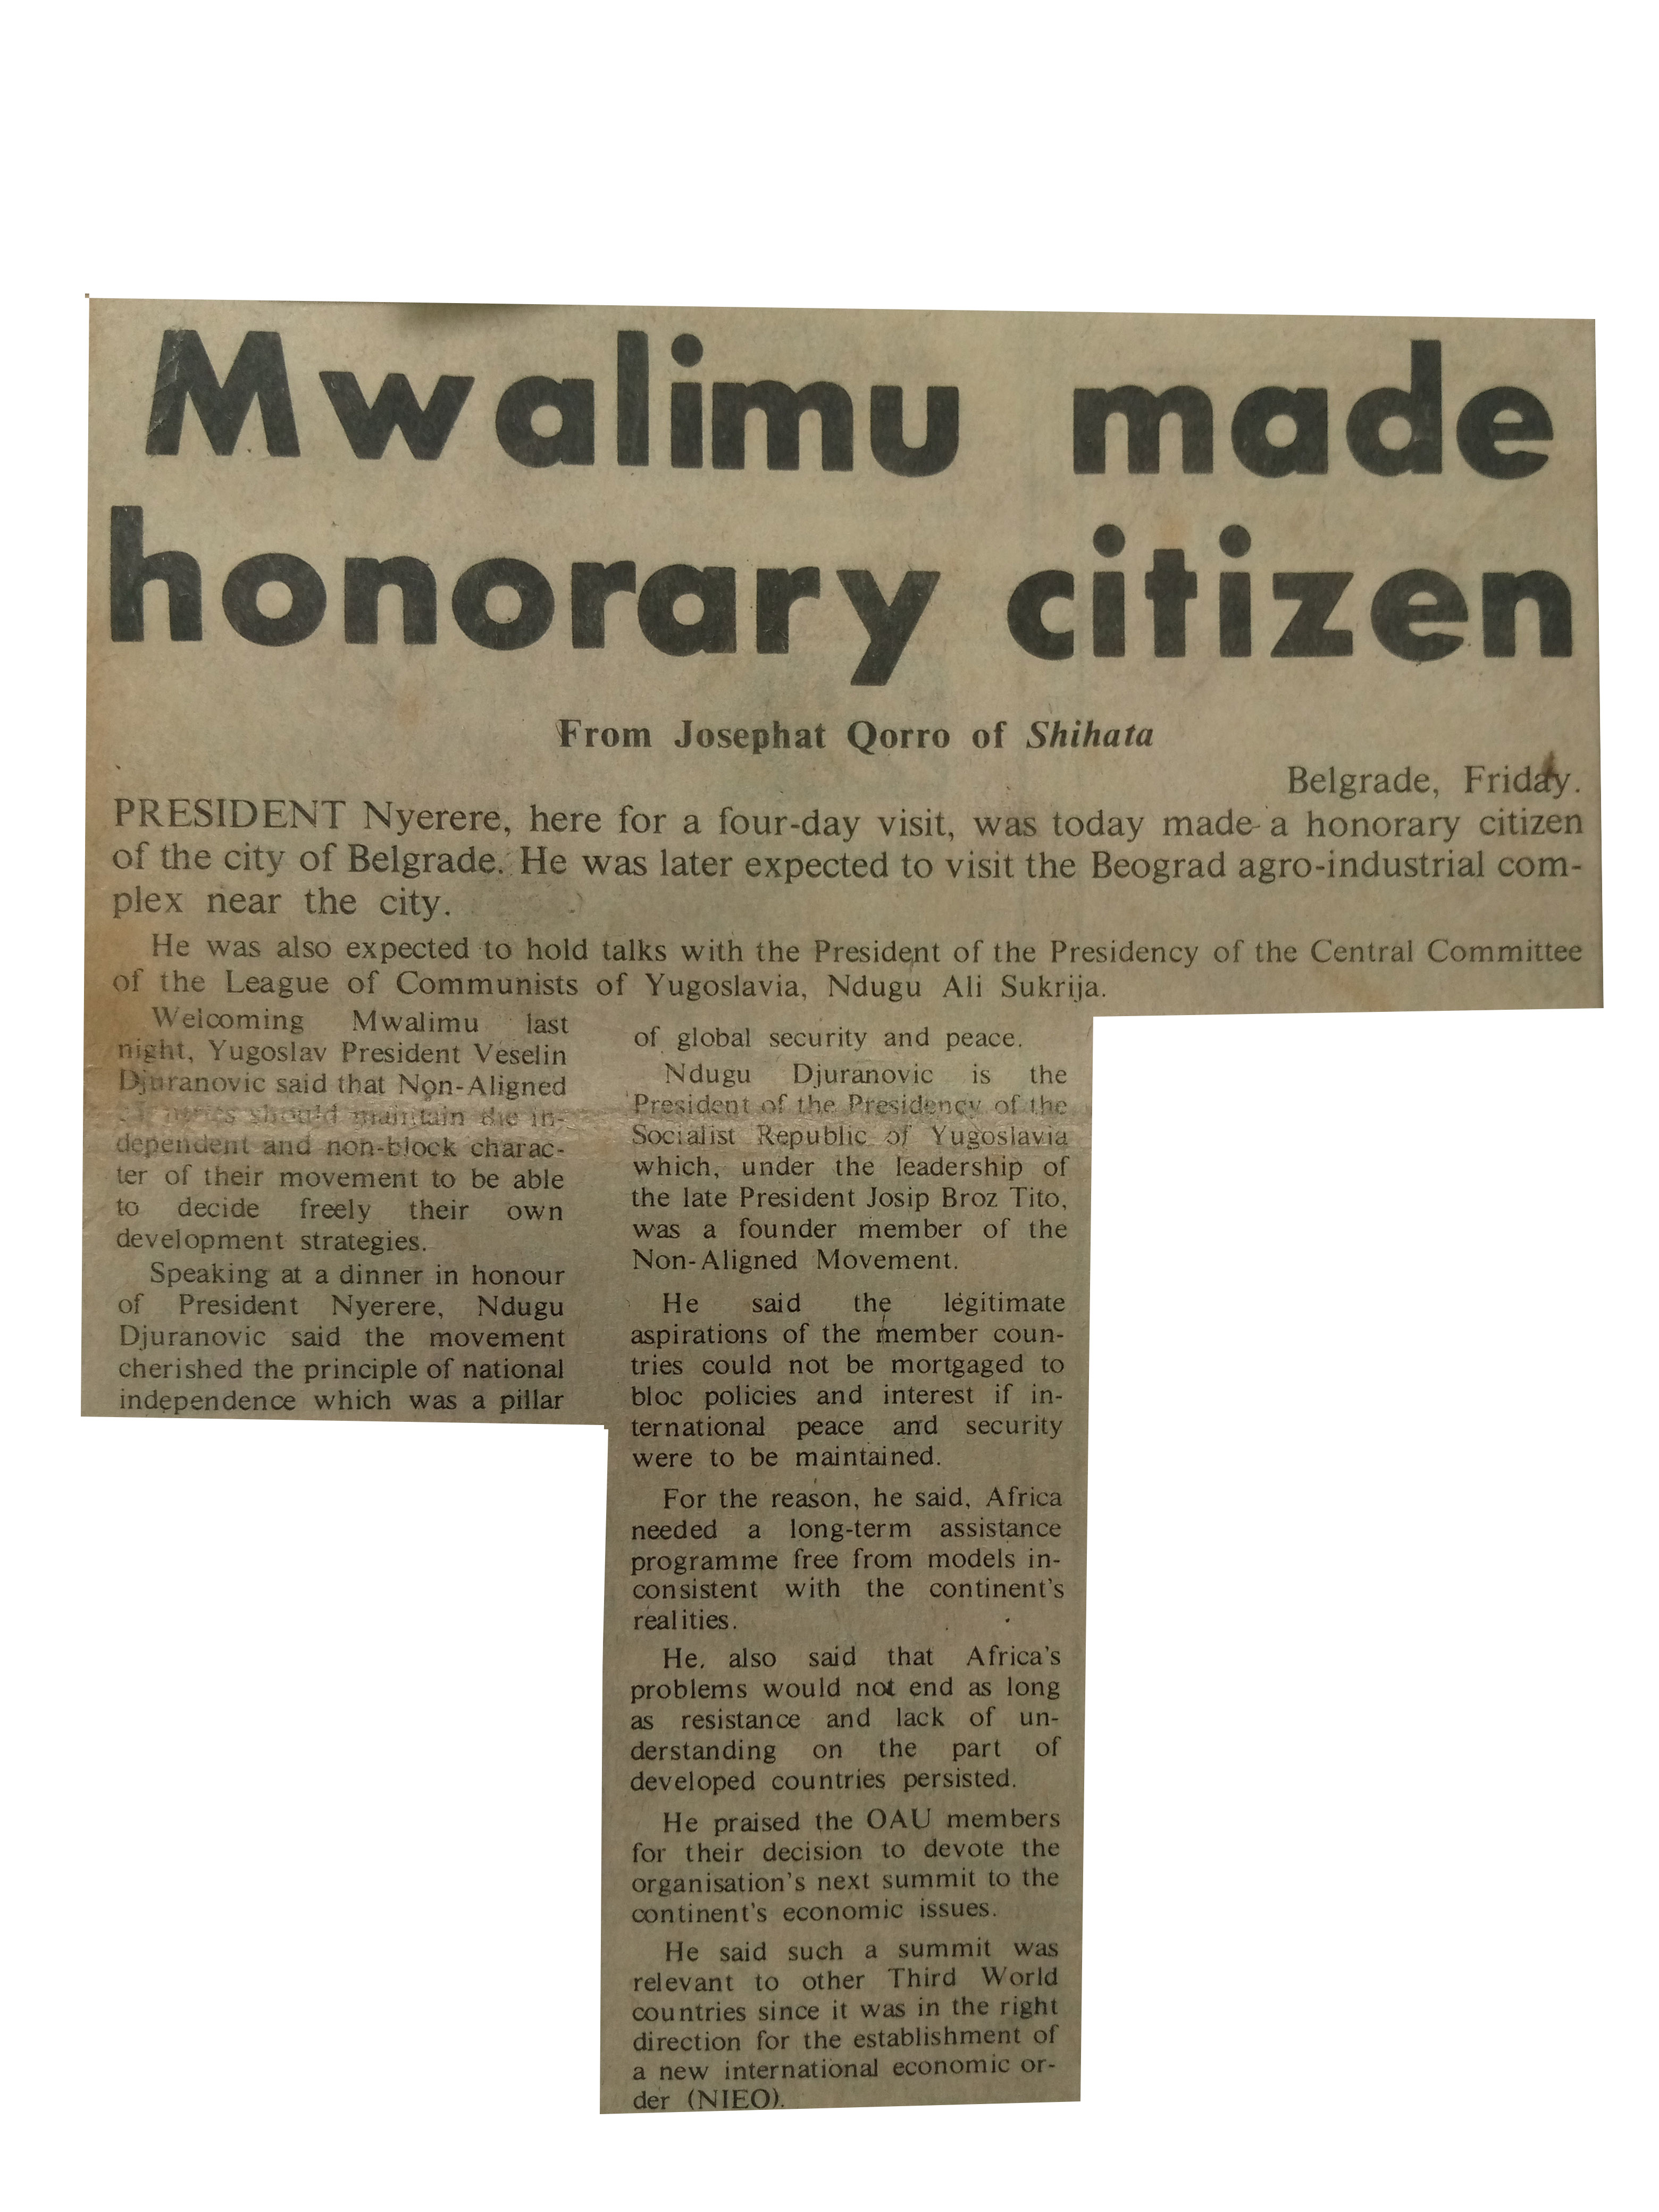 Mwalimu made
honorary citizen
From Josephat Qorro of Shihata
Belgrade, Friday.
PRESIDENT Nyerere, here for a four-day visit, was today made a honorary citizen
of the city of Belgrade. He was later expected to visit the Beograd agro-industrial com-
plex near the city.
He was also expected to hold talks with the President of the Presidency of the Central Committee
of the League of Communists of Yugoslavia, Ndugu Ali Sukrija.
Welcoming Mwalimu last
night, Yugoslav President Veselin
Djuranovic said that Non-Aligned
should maintain the in-
dependent and non-block charac-
ter of their movement to be able
to decide freely their own
development strategies.
Speaking at a dinner in honour
of President Nyerere, Ndugu
Djuranovic said the movement
cherished the principle of national
independence which was a pillar
of global security and peace.
Ndugu Djuranovic is the
President of the Presidency of the
Socialist Republic of Yugoslavia
which, under the leadership of
the late President Josip Broz Tito,
was a founder member of the
Non-Aligned Movement.
He said the legitimate
aspirations of the member coun-
tries could not be mortgaged to
bloc policies and interest if in-
ternational peace and security
were to be maintained.
For the reason, he said, Africa
needed a long-term assistance
programme free from models in-
consistent with the continent's
realities.
He, also said that Africa's
problems would not end as long
as resistance and lack of un-
derstanding on the part of
developed countries persisted.
He praised the OAU members
for their decision to devote the
organisation's next summit to the
continent's economic issues.
He said such a summit was
relevant to other Third World
countries since it was in the right
direction for the establishment of
a new international economic or-
der (NIEO).